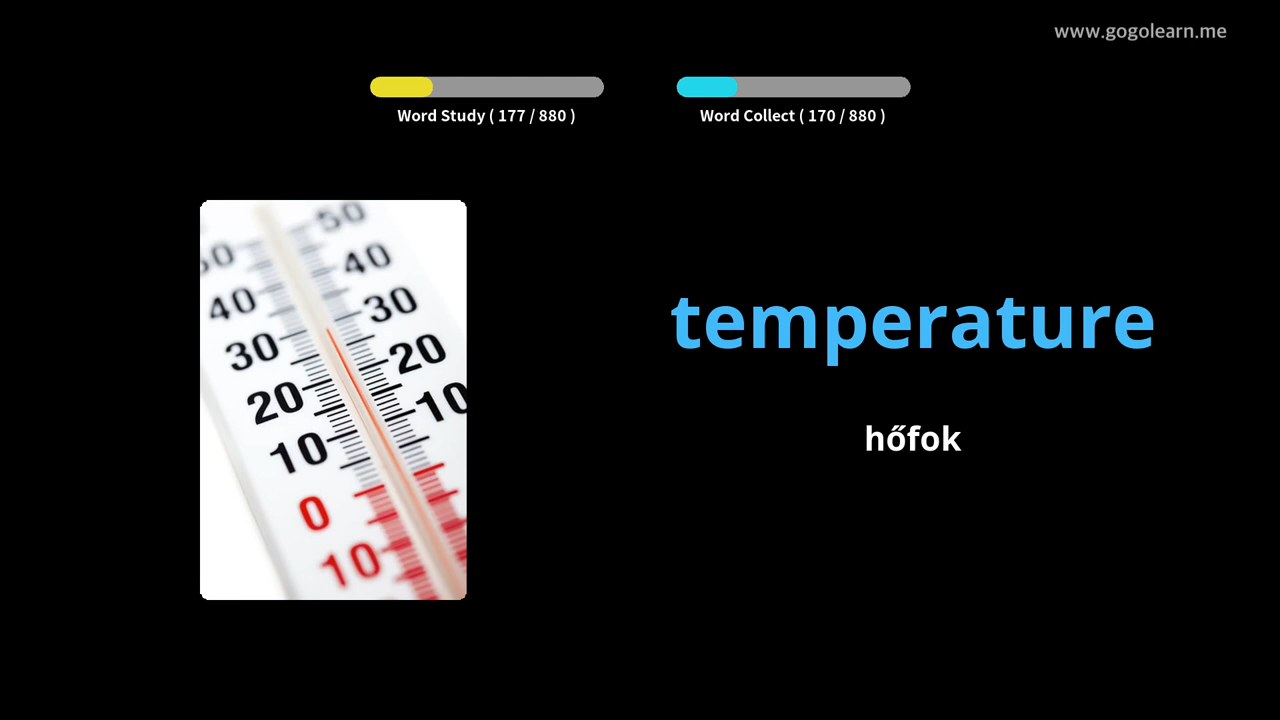 www.gogolearn.me
Word Study ( 177 / 880 )
Word Collect ( 170 / 880 )
50
40
40
30
30
20
20
10
10
0
10
temperature
hőfok